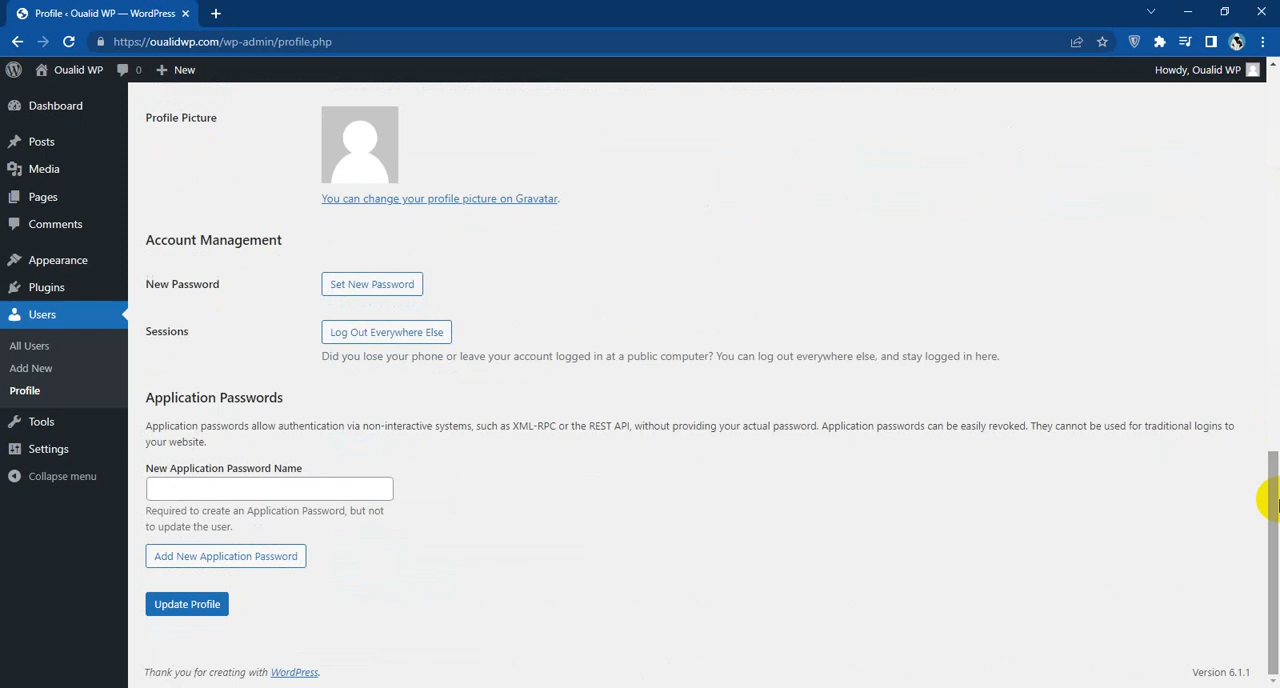 Profile ‹ Oualid WP — WordPress
https://oualidwp.com/wp-admin/profile.php
Oualid WP
0
New
Howdy, Oualid WP
Dashboard
Posts
Media
Pages
Comments
Appearance
Plugins
Users
All Users
Add New
Profile
Tools
Settings
Collapse menu
Profile Picture
You can change your profile picture on Gravatar.
Account Management
New Password
Set New Password
Sessions
Log Out Everywhere Else
Did you lose your phone or leave your account logged in at a public computer? You can log out everywhere else, and stay logged in here.
Application Passwords
Application passwords allow authentication via non-interactive systems, such as XML-RPC or the REST API, without providing your actual password. Application passwords can be easily revoked. They cannot be used for traditional logins to
your website.
New Application Password Name
Required to create an Application Password, but not
to update the user.
Add New Application Password
Update Profile
Thank you for creating with WordPress.
Version 6.1.1